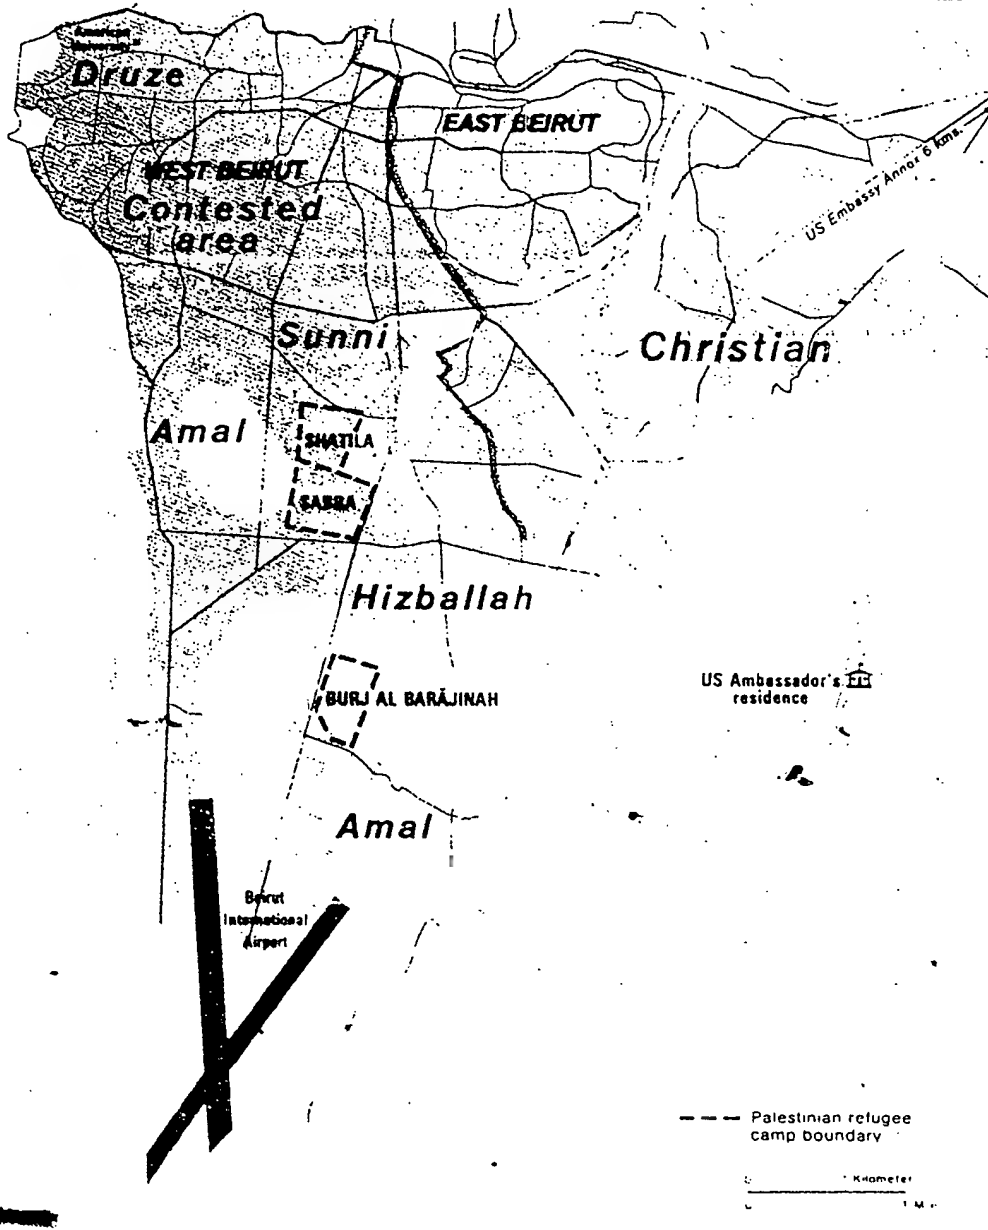 American
University
Druze
EAST BEIRUT
WEST BEIRUT
Contested
area
US Embassy Annex 6 kms.
Sunni
Christian
Amal
SHATILA
SABRA
Hizballah
BURJ AL BARĀJINAH
US Ambassador's
residence
Amal
Beirut
International
Airport
Palestinian refugee
camp boundary
Kilometer